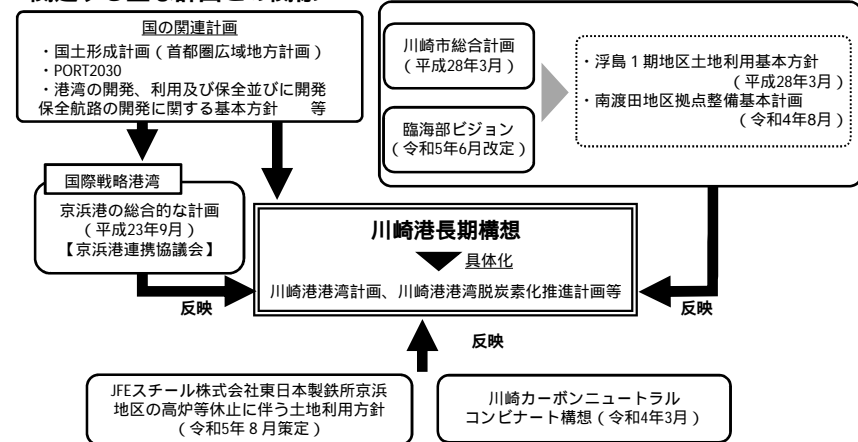 国の関連計画
・国土形成計画(首都圏広域地方計画)
・PORT2030
・港湾の開発、利用及び保全並びに開発
保全航路の開発に関する基本方針 等
川崎市総合計画
(平成28年3月)
臨海部ビジョン
(令和5年6月改定)
・浮島1期地区土地利用基本方針
(平成28年3月)
・南渡田地区拠点整備基本計画
(令和4年8月)
国際戦略港湾
京浜港の総合的な計画
(平成23年9月)
【京浜港連携協議会】
川崎港長期構想
具体化
川崎港港湾計画、川崎港港湾脱炭素化推進計画等
反映
反映
反映
JFEスチール株式会社東日本製鉄所京浜
地区の高炉等休止に伴う土地利用方針
(令和5年8月策定)
川崎カーボンニュートラル
コンビナート構想(令和4年3月)